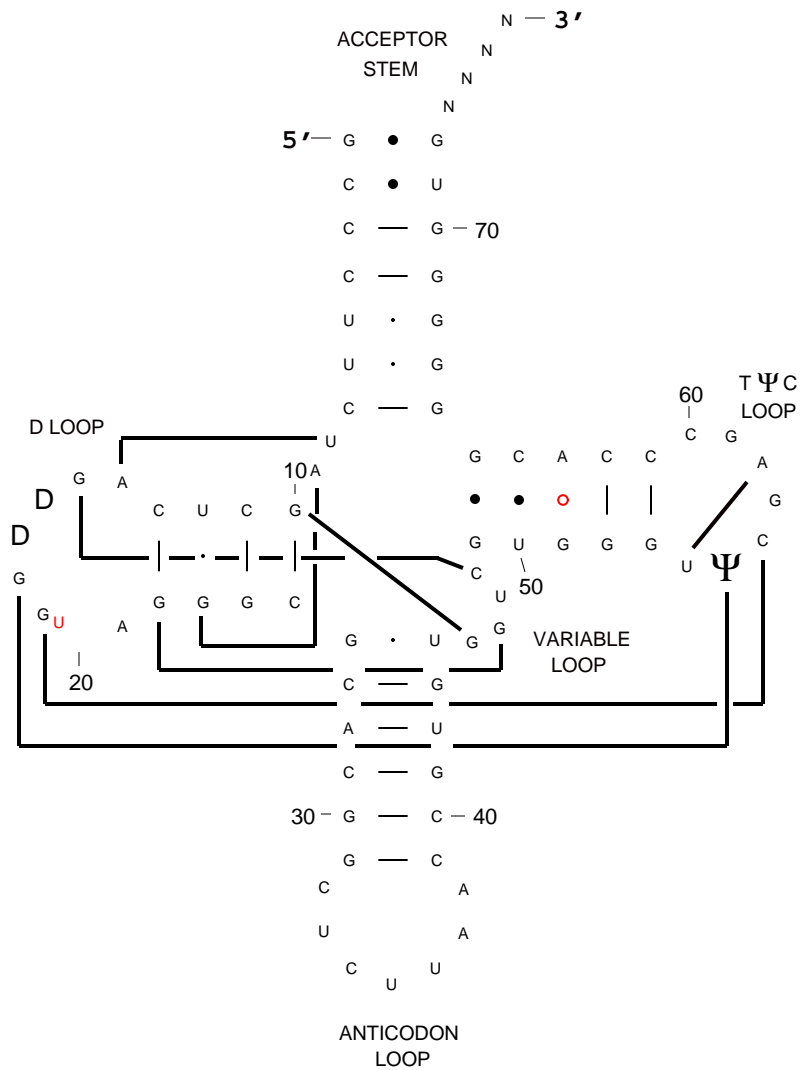 N — 3′
ACCEPTOR
STEM
N
N
N
5′ — G G
C U
C G — 70
C G
U G
U G
C G
60
T Ψ C
LOOP
D LOOP
U
C G
A
G
C
Ψ
U
G C A C C
G U G G G
50
10
A
G A
D
D
G
G U
A
20
C U C G
G G G C
C
U
G
G
VARIABLE
LOOP
G U
C G
A U
C G
30 — G C — 40
G C
C A
U A
C U
U
ANTICODON
LOOP